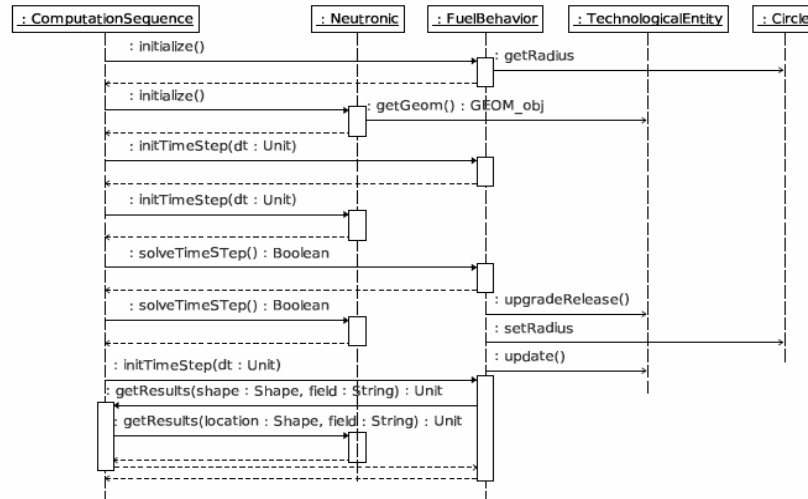 : ComputationSequence
: Neutronic
: FuelBehavior
: TechnologicalEntity
: Circle
: initialize()
: getRadius
: initialize()
: getGeom() : GEOM_obj
: initTimeStep(dt : Unit)
: initTimeStep(dt : Unit)
: solveTimeSTep() : Boolean
: upgradeRelease()
: solveTimeSTep() : Boolean
: setRadius
: update()
: initTimeStep(dt : Unit)
: getResults(shape : Shape, field : String) : Unit
: getResults(location : Shape, field : String) : Unit